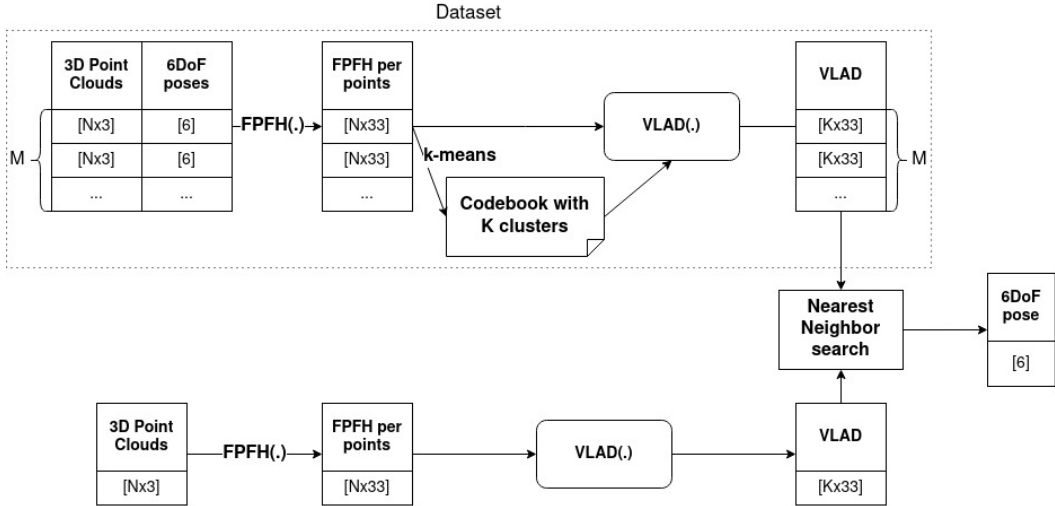 Dataset
3D Point
Clouds
6DoF
poses
FPFH per
points
VLAD
M
[Nx3]
[6]
FPFH(.)
[Nx33]
VLAD(.)
[Kx33]
M
[Nx3]
[6]
[Nx33]
k-means
[Kx33]
...
...
...
Codebook with
K clusters
...
Nearest
Neighbor
search
6DoF
pose
[6]
3D Point
Clouds
FPFH(.)
FPFH per
points
VLAD(.)
VLAD
[Nx3]
[Nx33]
[Kx33]